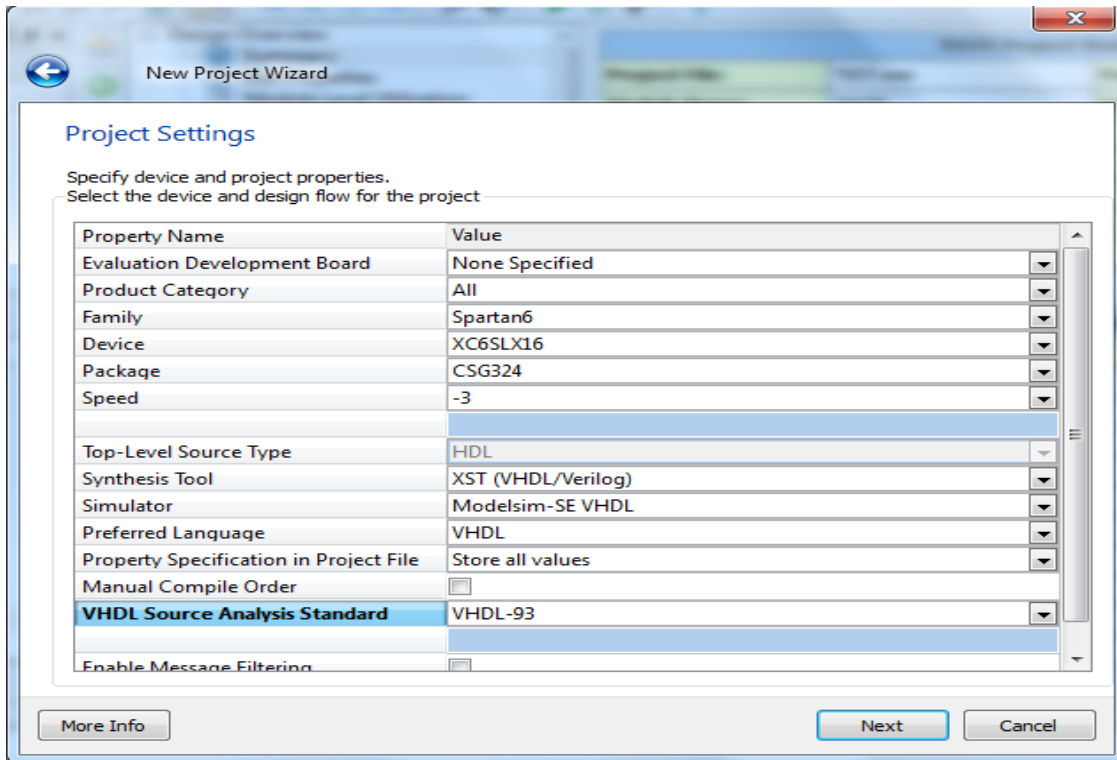 New Project Wizard
Project Settings
Specify device and project properties.
Select the device and design flow for the project
Property Name Value
Evaluation Development Board None Specified
Product Category All
Family Spartan6
Device XC6SLX16
Package CSG324
Speed -3
Top-Level Source Type HDL
Synthesis Tool XST (VHDL/Verilog)
Simulator Modelsim-SE VHDL
Preferred Language VHDL
Property Specification in Project File Store all values
Manual Compile Order
VHDL Source Analysis Standard VHDL-93
Enable Message Filtering
More Info Next Cancel